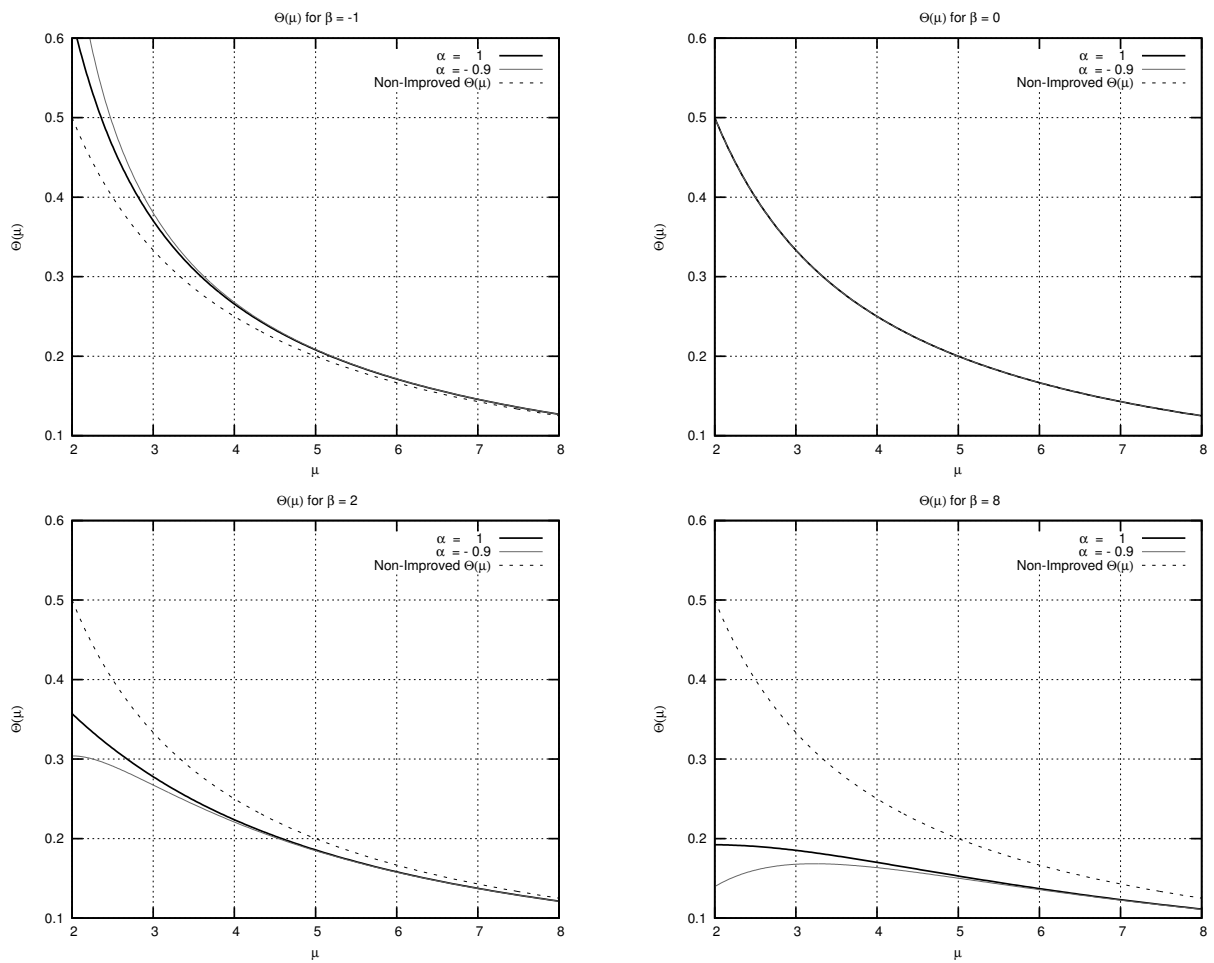 Θ(μ) for β = -1
α = 1
α = - 0.9
Non-Improved Θ(μ)
0.6
0.5
0.4
0.3
0.2
0.1
Θ(μ)
2 3 4 5 6 7 8
μ
Θ(μ) for β = 0
α = 1
α = - 0.9
Non-Improved Θ(μ)
0.6
0.5
0.4
0.3
0.2
0.1
Θ(μ)
2 3 4 5 6 7 8
μ
Θ(μ) for β = 2
α = 1
α = - 0.9
Non-Improved Θ(μ)
0.6
0.5
0.4
0.3
0.2
0.1
Θ(μ)
2 3 4 5 6 7 8
μ
Θ(μ) for β = 8
α = 1
α = - 0.9
Non-Improved Θ(μ)
0.6
0.5
0.4
0.3
0.2
0.1
Θ(μ)
2 3 4 5 6 7 8
μ